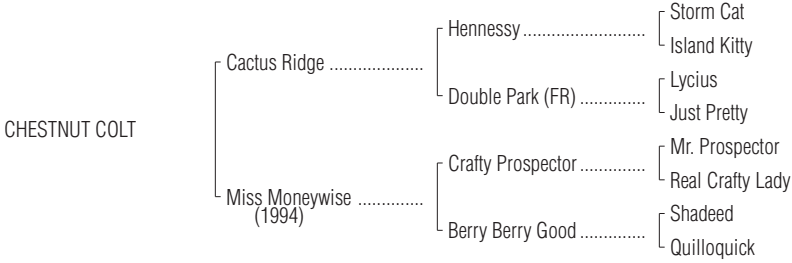 Storm Cat
Hennessy ..........................
Island Kitty
Cactus Ridge ....................
Lycius
Double Park (FR) ..............
Just Pretty
CHESTNUT COLT
Mr. Prospector
Crafty Prospector ..............
Real Crafty Lady
Miss Moneywise ..............
(1994)
Shadeed
Berry Berry Good ..............
Quilloquick